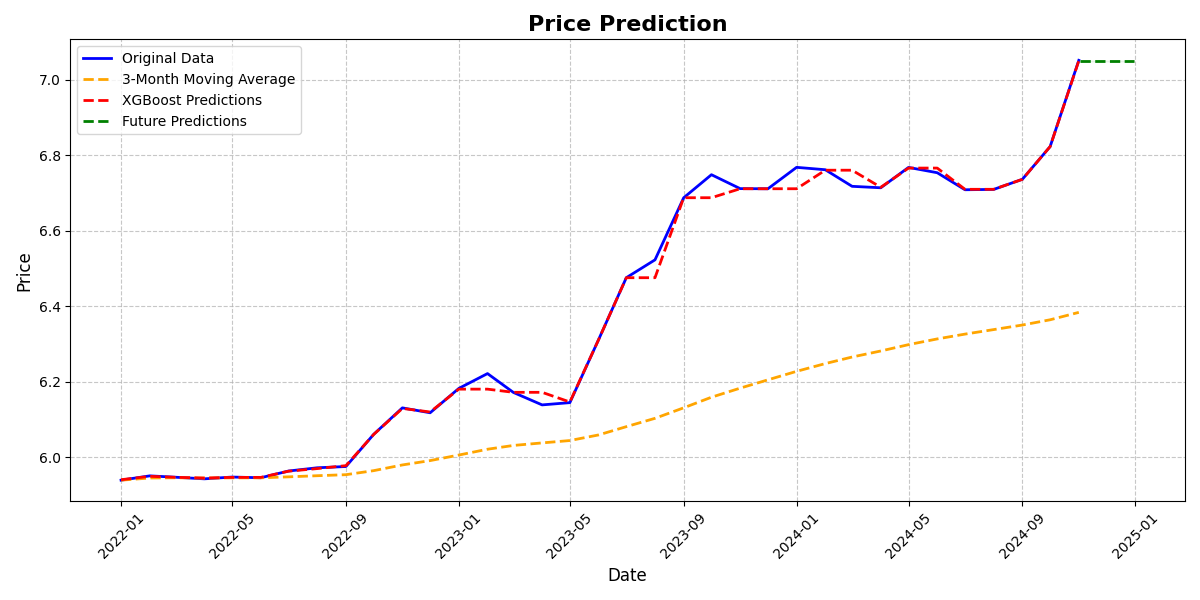 Price Prediction
Original Data
3-Month Moving Average
XGBoost Predictions
Future Predictions
Price
7.0
6.8
6.6
6.4
6.2
6.0
2022-01
2022-05
2022-09
2023-01
2023-05
2023-09
2024-01
2024-05
2024-09
2025-01
Date